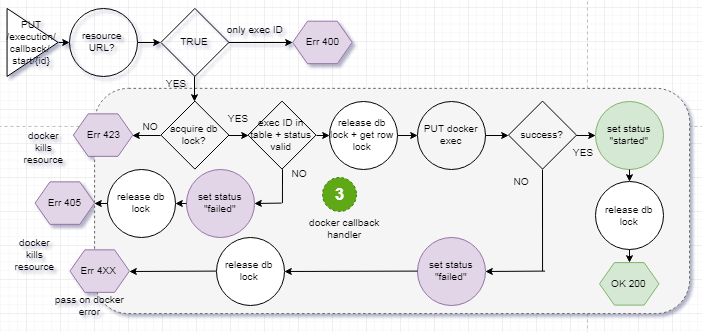 PUT
/execution/
callback/
start/{id}
resource
URL?
TRUE
only exec ID
Err 400
YES
docker
kills
resource
Err 423
NO
acquire db
lock?
YES
exec ID in
table + status
valid
release db
lock + get row
lock
PUT docker
exec
success?
YES
set status
"started"
NO
NO
Err 405
release db
lock
set status
"failed"
3
docker callback
handler
release db
lock
docker
kills
resource
Err 4XX
release db
lock
set status
"failed"
OK 200
pass on docker
error